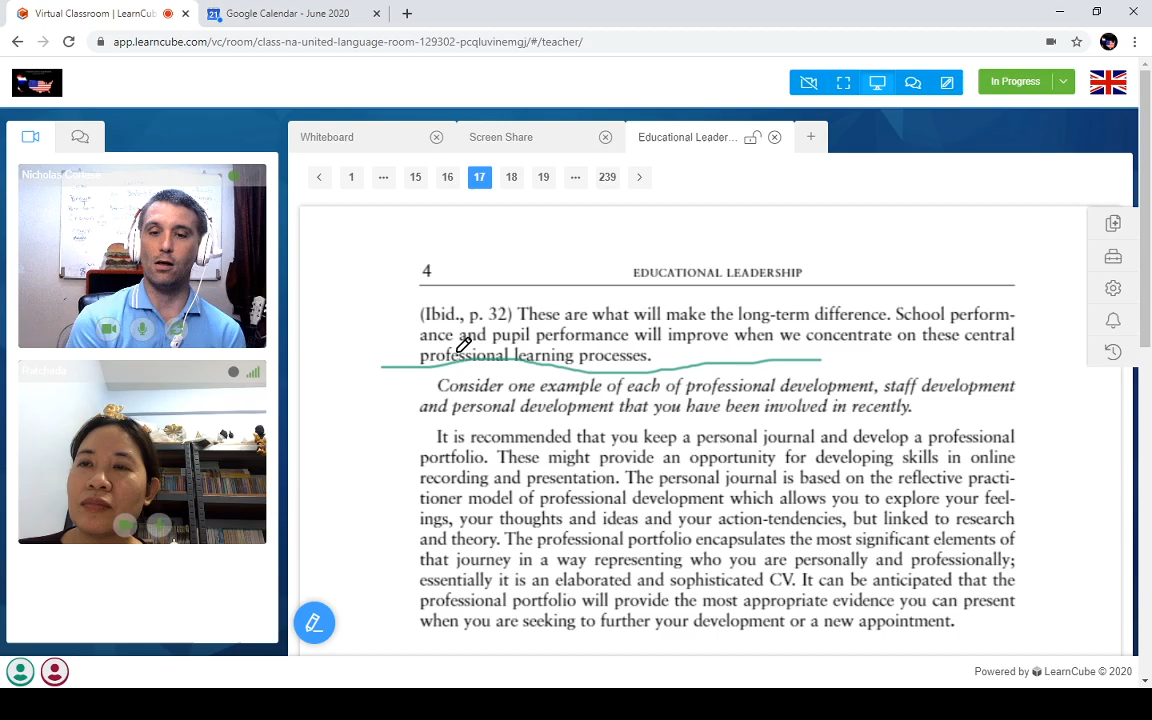 Virtual Classroom | LearnCub
Google Calendar - June 2020
app.learncube.com/vc/room/class-na-united-language-room-129302-pcqluvinemgj/#/teacher/
In Progress
Whiteboard
Screen Share
Educational Leader...
1 ... 15 16 17 18 19 ... 239
Nicholas
Ratchada
4
EDUCATIONAL LEADERSHIP
(Ibid., p. 32) These are what will make the long-term difference. School perform-
ance and pupil performance will improve when we concentrate on these central
professional learning processes.
Consider one example of each of professional development, staff development
and personal development that you have been involved in recently.
It is recommended that you keep a personal journal and develop a professional
portfolio. These might provide an opportunity for developing skills in online
recording and presentation. The personal journal is based on the reflective practi-
tioner model of professional development which allows you to explore your feel-
ings, your thoughts and ideas and your action-tendencies, but linked to research
and theory. The professional portfolio encapsulates the most significant elements of
that journey in a way representing who you are personally and professionally;
essentially it is an elaborated and sophisticated CV. It can be anticipated that the
professional portfolio will provide the most appropriate evidence you can present
when you are seeking to further your development or a new appointment.
Powered by LearnCube © 2020